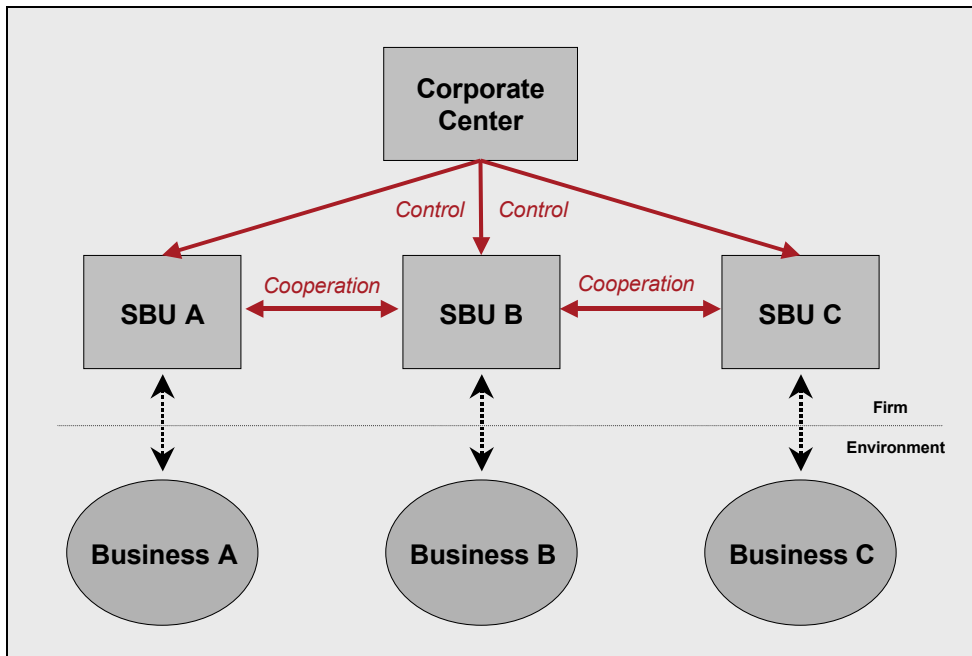 Corporate
Center
Control
Control
Cooperation
Cooperation
SBU A
SBU B
SBU C
Firm
Environment
Business A
Business B
Business C